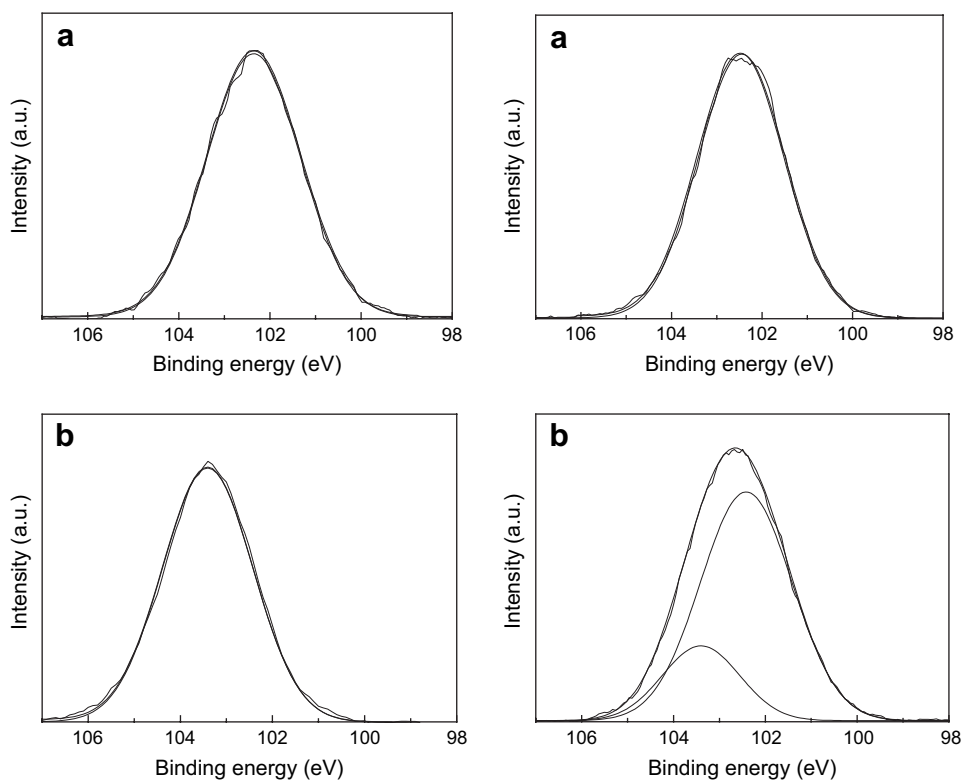 a
Intensity (a.u.)
106 104 102 100 98
Binding energy (eV)
a
Intensity (a.u.)
106 104 102 100 98
Binding energy (eV)
b
Intensity (a.u.)
106 104 102 100 98
Binding energy (eV)
b
Intensity (a.u.)
106 104 102 100 98
Binding energy (eV)